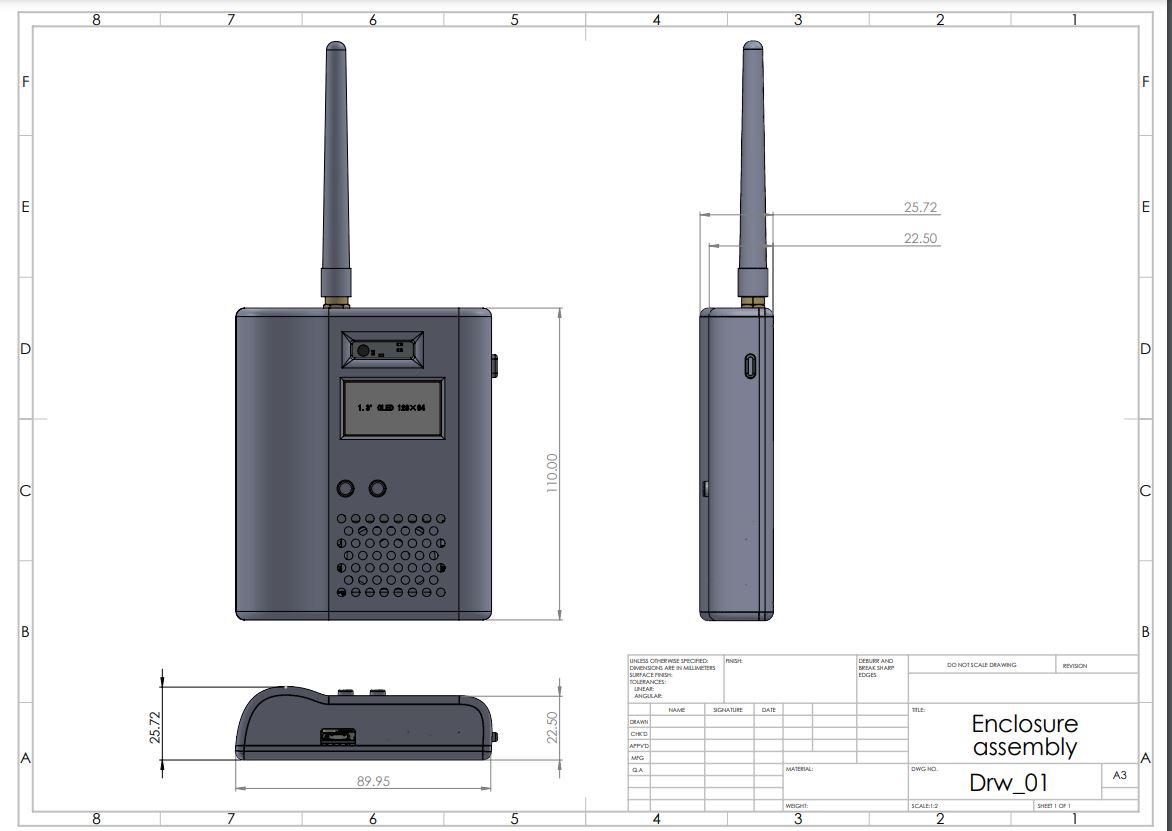 8 7 6 5 4 3 2 1
F F
E E
D D
C C
B B
A A
25.72
22.50
110.00
1.3' OLED 128×64
25.72
22.50
89.95
UNLESS OTHERWISE SPECIFIED:
DIMENSIONS ARE IN MILLIMETERS
SURFACE FINISH:
TOLERANCES:
LINEAR:
ANGULAR:
FINISH:
DEBURR AND
BREAK SHARP
EDGES
DO NOT SCALE DRAWING
REVISION
NAME SIGNATURE DATE
DRAWN
CHK'D
APPV'D
MFG
Q.A
MATERIAL:
WEIGHT:
TITLE:
Enclosure
assembly
DWG NO.
Drw_01
A3
SCALE:1:2
SHEET 1 OF 1
8 7 6 5 4 3 2 1